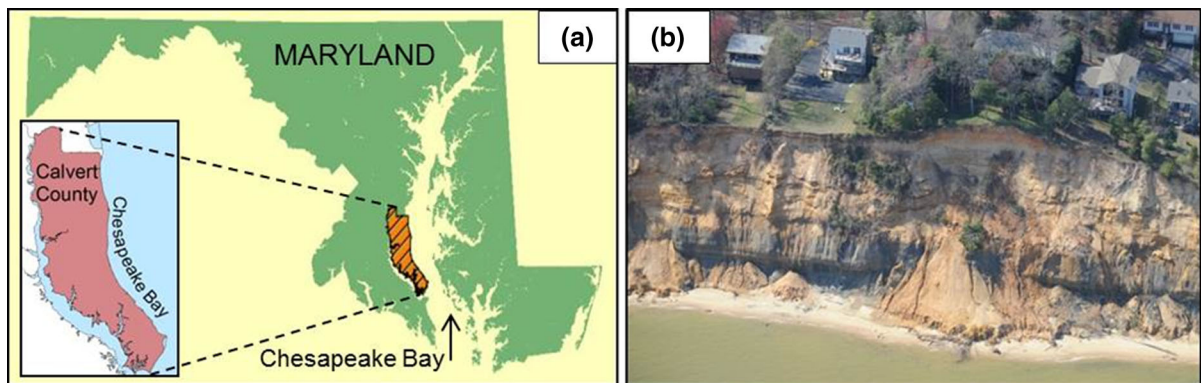 MARYLAND
(a)
Calvert
County
Chesapeake Bay
Chesapeake Bay
(b)